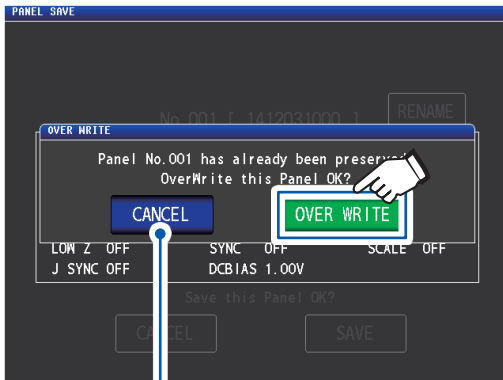 PANEL SAVE
No.001 [ 1412031000 ]
RENAME
OVER WRITE
Panel No.001 has already been preserved.
OverWrite this Panel OK?
CANCEL
OVER WRITE
LOW Z OFF
SYNC OFF
SCALE OFF
J SYNC OFF
DCBIAS 1.00V
Save this Panel OK?
CANCEL
SAVE